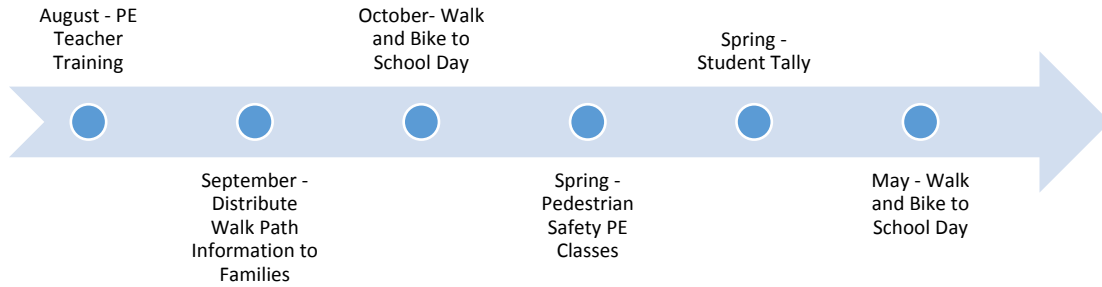 August - PE
Teacher
Training
September -
Distribute
Walk Path
Information to
Families
October- Walk
and Bike to
School Day
Spring -
Pedestrian
Safety PE
Classes
Spring -
Student Tally
May - Walk
and Bike to
School Day